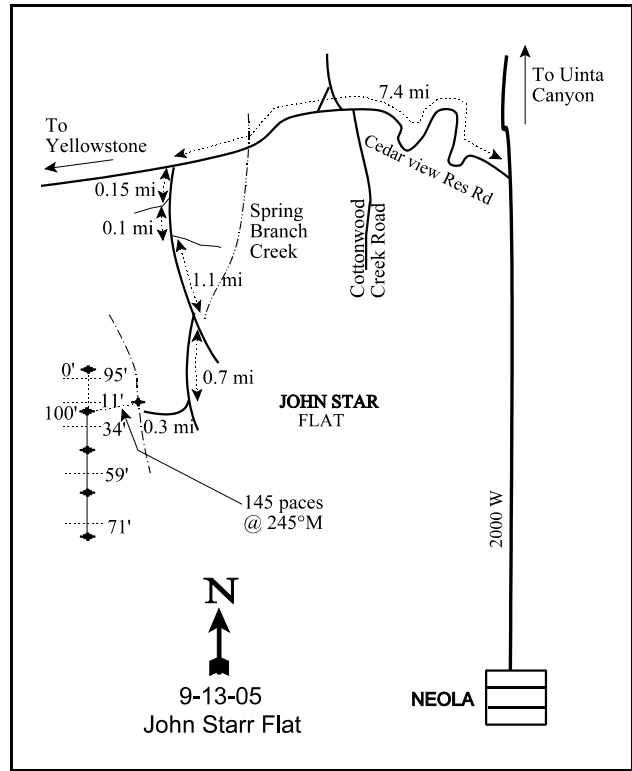 To Uinta
Canyon
7.4 mi
To
Yellowstone
Cedar view Res Rd
0.15 mi
0.1 mi
Spring
Branch
Creek
Cottonwood
Creek Road
1.1 mi
0.7 mi
0'
95'
11'
100'
34'
0.3 mi
JOHN STAR
FLAT
59'
145 paces
@ 245°M
71'
2000 W
N
9-13-05
John Starr Flat
NEOLA